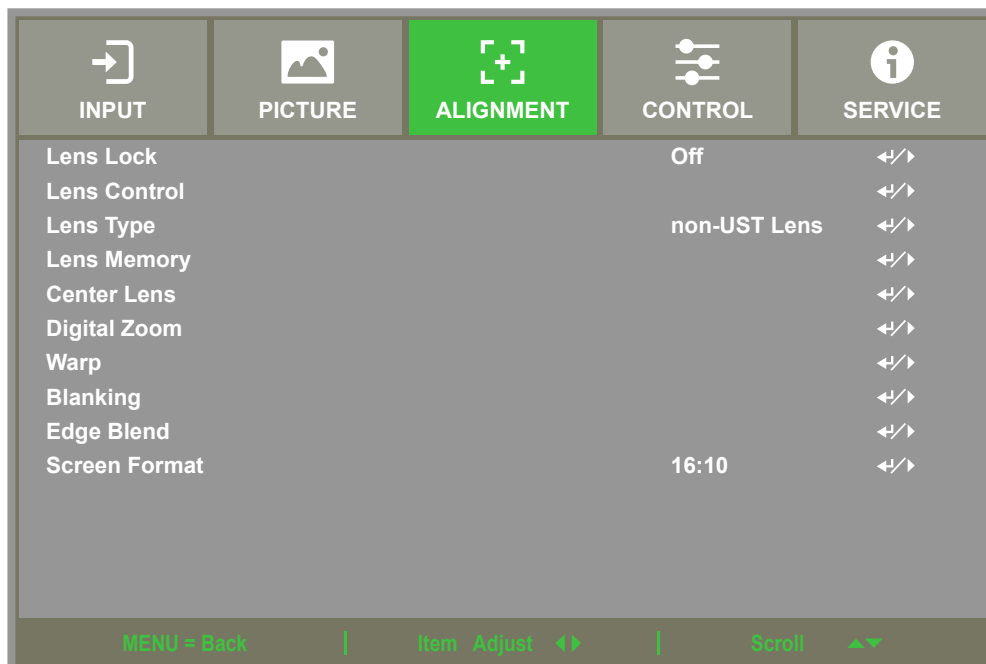 INPUT PICTURE ALIGNMENT CONTROL SERVICE
Lens Lock Off
Lens Control
Lens Type non-UST Lens
Lens Memory
Center Lens
Digital Zoom
Warp
Blanking
Edge Blend
Screen Format 16:10
MENU = Back Item Adjust Scroll